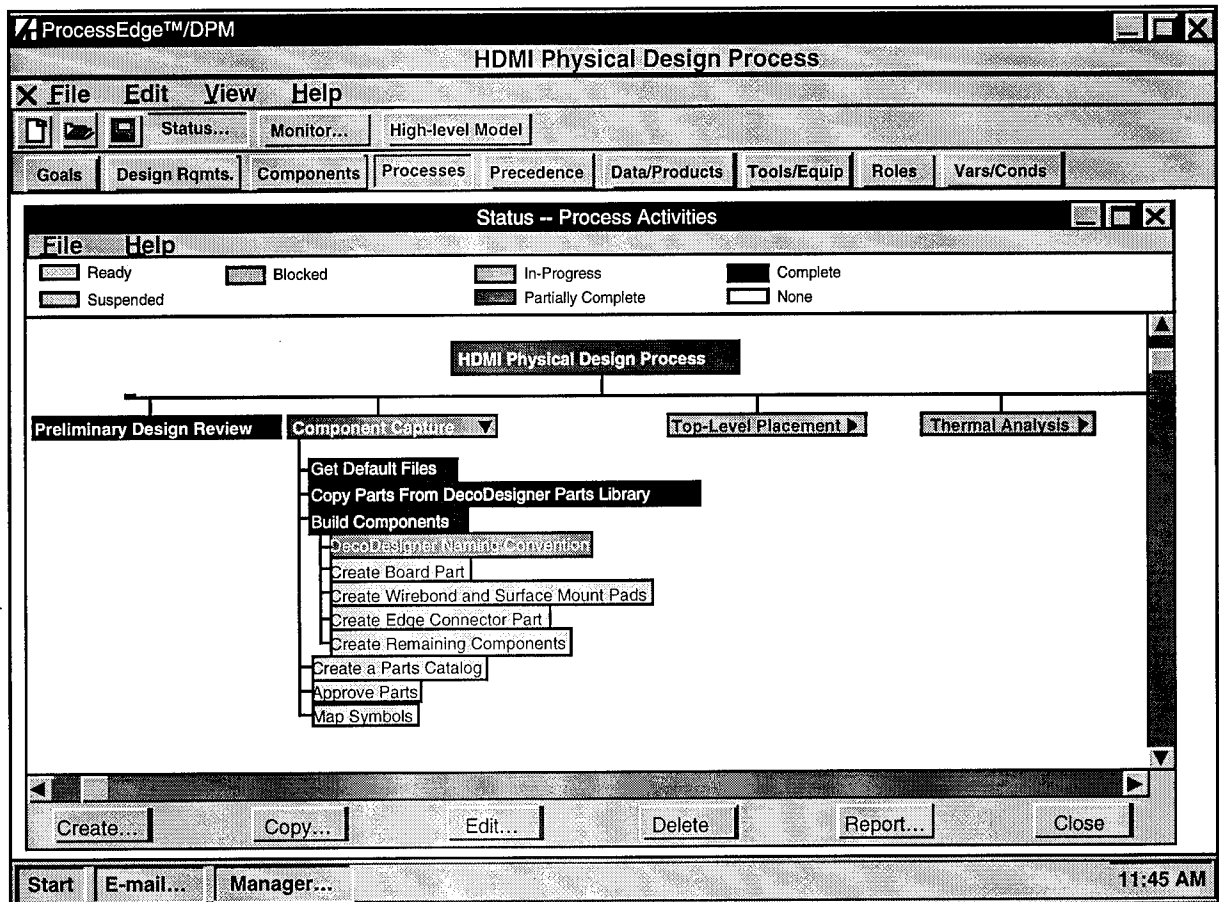 ProcessEdge™/DPM
HDMI Physical Design Process
File Edit View Help
Status... Monitor... High-level Model
Goals Design Rqmts. Components Processes Precedence Data/Products Tools/Equip Roles Vars/Conds
Status -- Process Activities
File Help
Ready Blocked In-Progress Complete
Suspended Partially Complete None
HDMI Physical Design Process
Preliminary Design Review Component Capture Top-Level Placement Thermal Analysis
Get Default Files
Copy Parts From DecoDesigner Parts Library
Build Components
DecoDesigner Naming Convention
Create Board Part
Create Wirebond and Surface Mount Pads
Create Edge Connector Part
Create Remaining Components
Create a Parts Catalog
Approve Parts
Map Symbols
Create... Copy... Edit... Delete Report... Close
Start E-mail... Manager... 11:45 AM